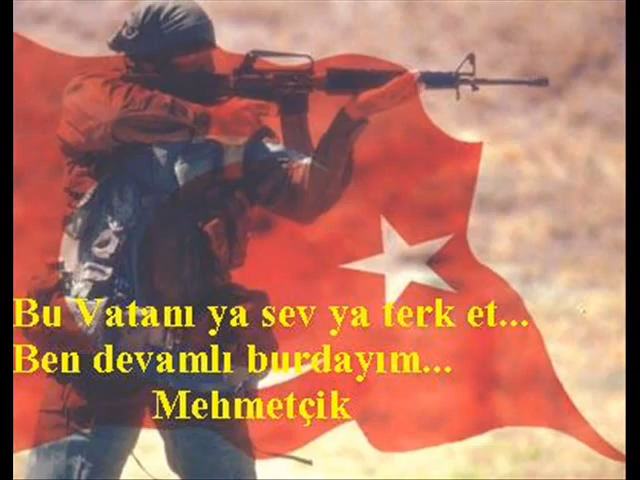 Bu Vatanı ya sev ya terk et...
Ben devamlı burdayım...
Mehmetçik